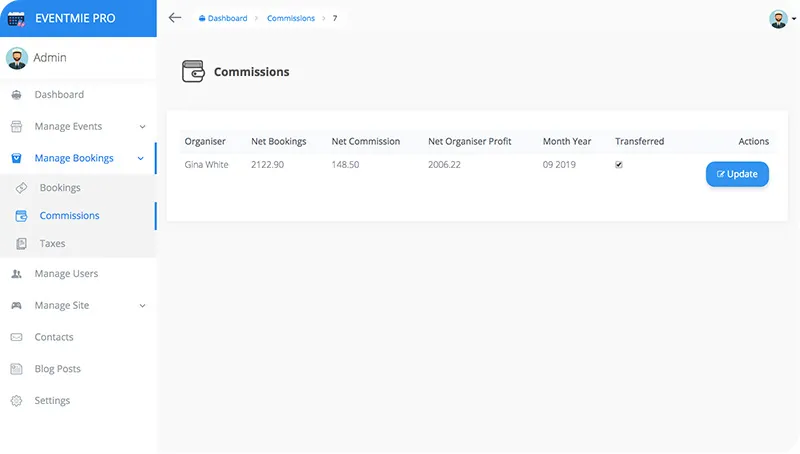 EVENTMIE PRO
Dashboard > Commissions > 7
Admin
Dashboard
Manage Events
Manage Bookings
Bookings
Commissions
Taxes
Manage Users
Manage Site
Contacts
Blog Posts
Settings
Commissions
Organiser Net Bookings Net Commission Net Organiser Profit Month Year Transferred Actions
Gina White 2122.90 148.50 2006.22 09 2019 Update